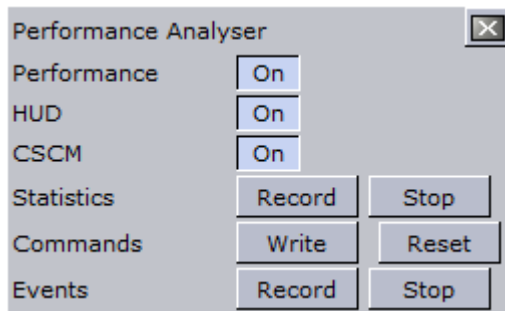 Performance Analyser
Performance On
HUD On
CSCM On
Statistics Record Stop
Commands Write Reset
Events Record Stop